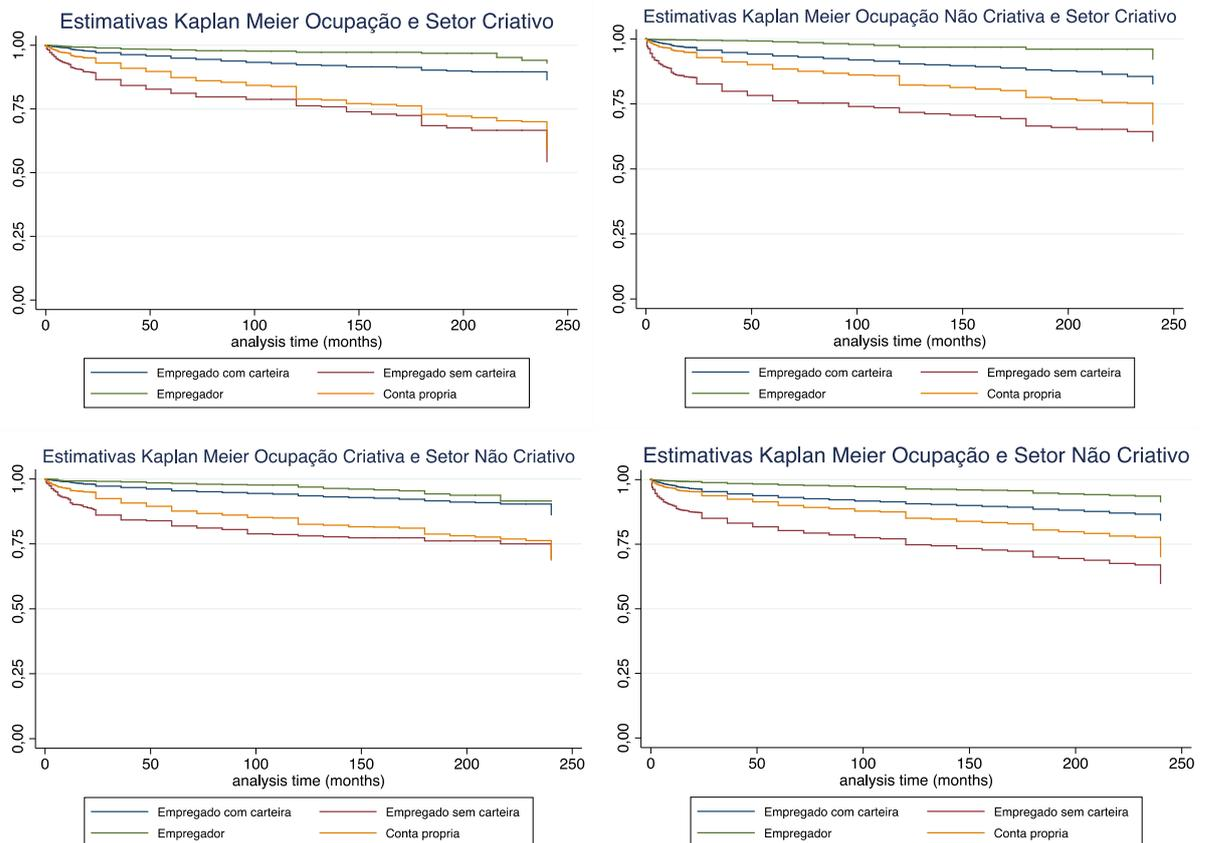 Estimativas Kaplan Meier Ocupação e Setor Criativo
1,00
0,75
0,50
0,25
0,00
0 50 100 150 200 250
analysis time (months)
Empregado com carteira Empregado sem carteira
Empregador Conta propria
Estimativas Kaplan Meier Ocupação Não Criativa e Setor Criativo
1,00
0,75
0,50
0,25
0,00
0 50 100 150 200 250
analysis time (months)
Empregado com carteira Empregado sem carteira
Empregador Conta propria
Estimativas Kaplan Meier Ocupação Criativa e Setor Não Criativo
1,00
0,75
0,50
0,25
0,00
0 50 100 150 200 250
analysis time (months)
Empregado com carteira Empregado sem carteira
Empregador Conta propria
Estimativas Kaplan Meier Ocupação e Setor Não Criativo
1,00
0,75
0,50
0,25
0,00
0 50 100 150 200 250
analysis time (months)
Empregado com carteira Empregado sem carteira
Empregador Conta propria